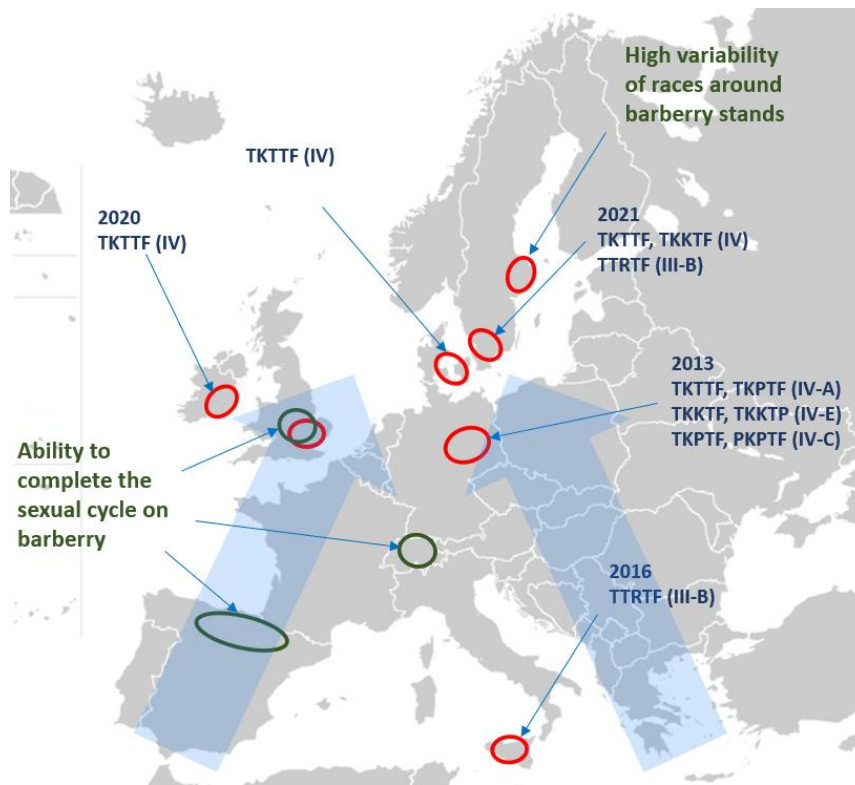 High variability
of races around
barberry stands
TKTTF (IV)
2020
TKTTF (IV)
2021
TKTTF, TKKTF (IV)
TTRTF (III-B)
2013
TKTTF, TKPTF (IV-A)
TKKTF, TKKTP (IV-E)
TKPTF, PKPTF (IV-C)
Ability to
complete the
sexual cycle on
barberry
2016
TTRTF (III-B)